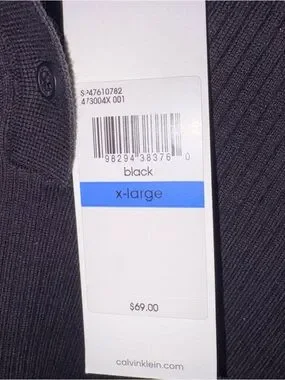 SP47610782
473004X 001
98294 38376 0
black
x-large
$69.00
calvinklein.com